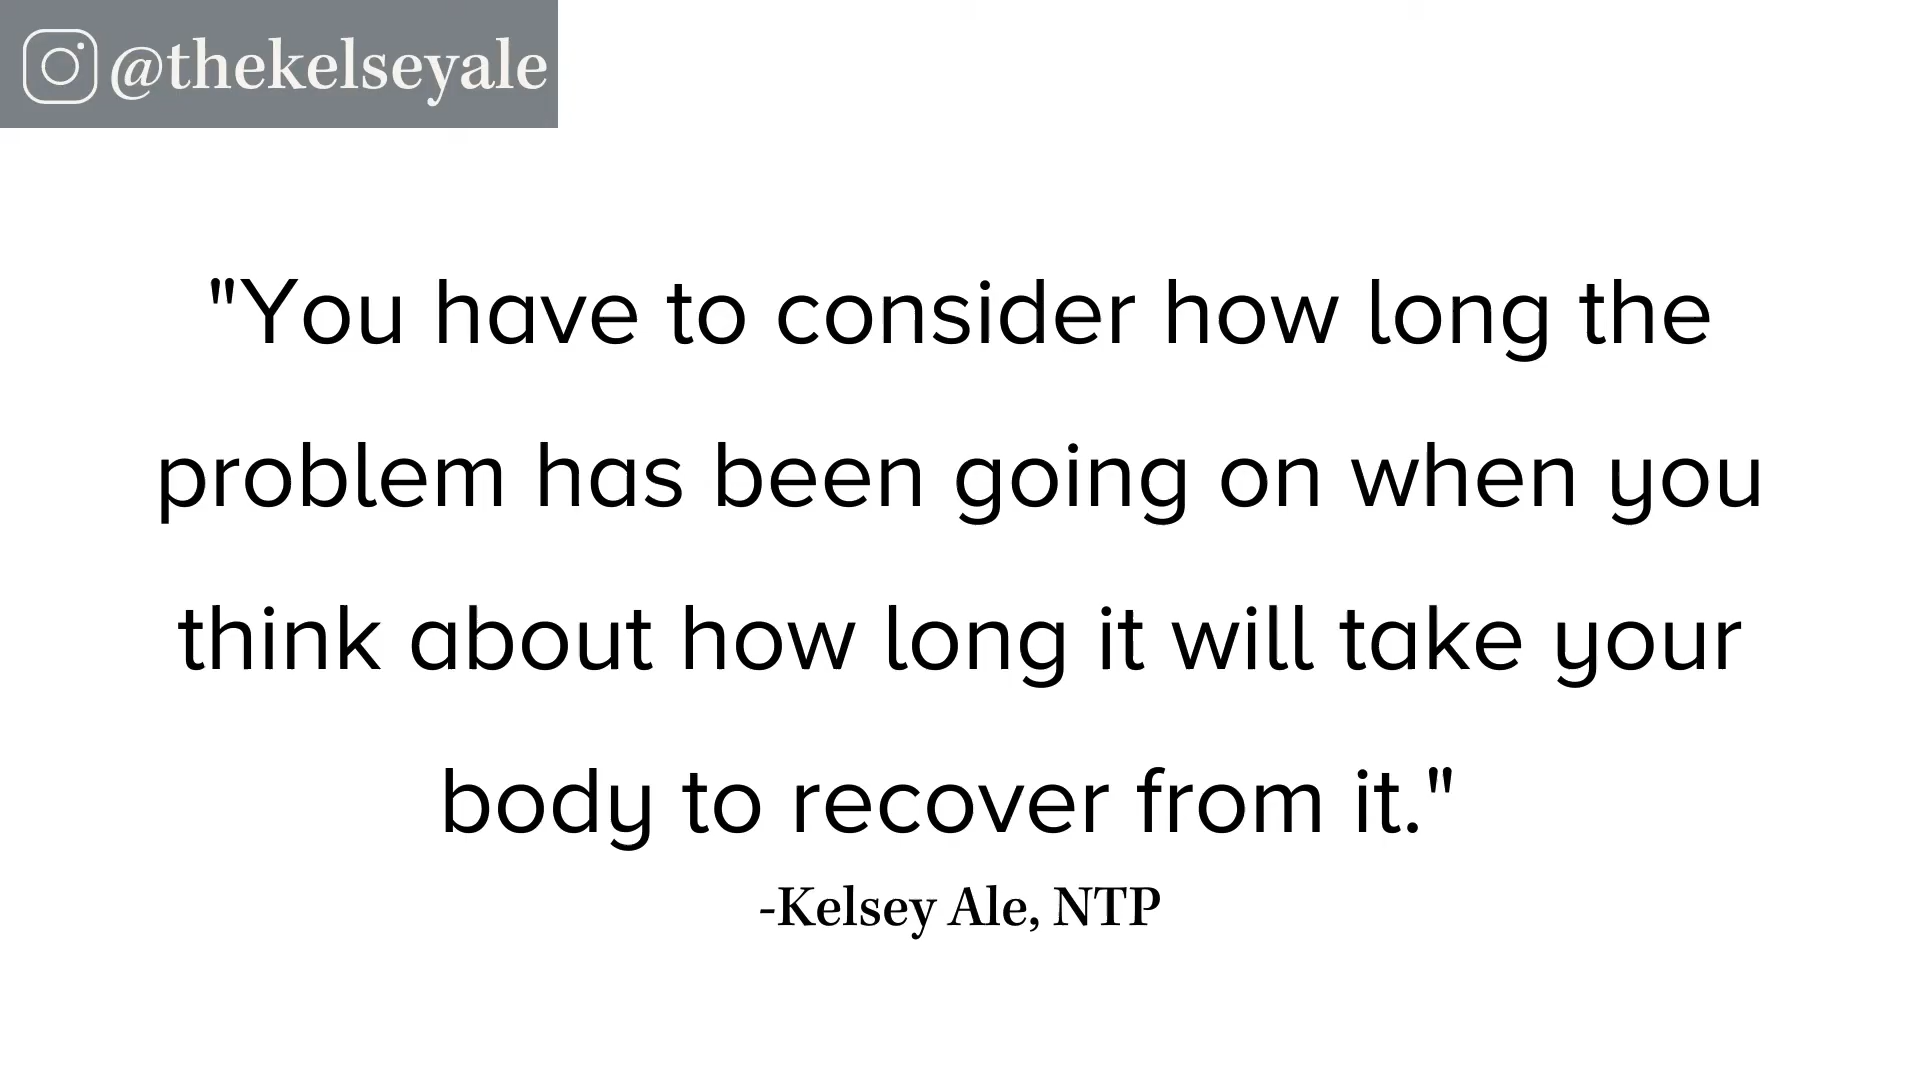 @thekelseyale
"You have to consider how long the
problem has been going on when you
think about how long it will take your
body to recover from it."
-Kelsey Ale, NTP